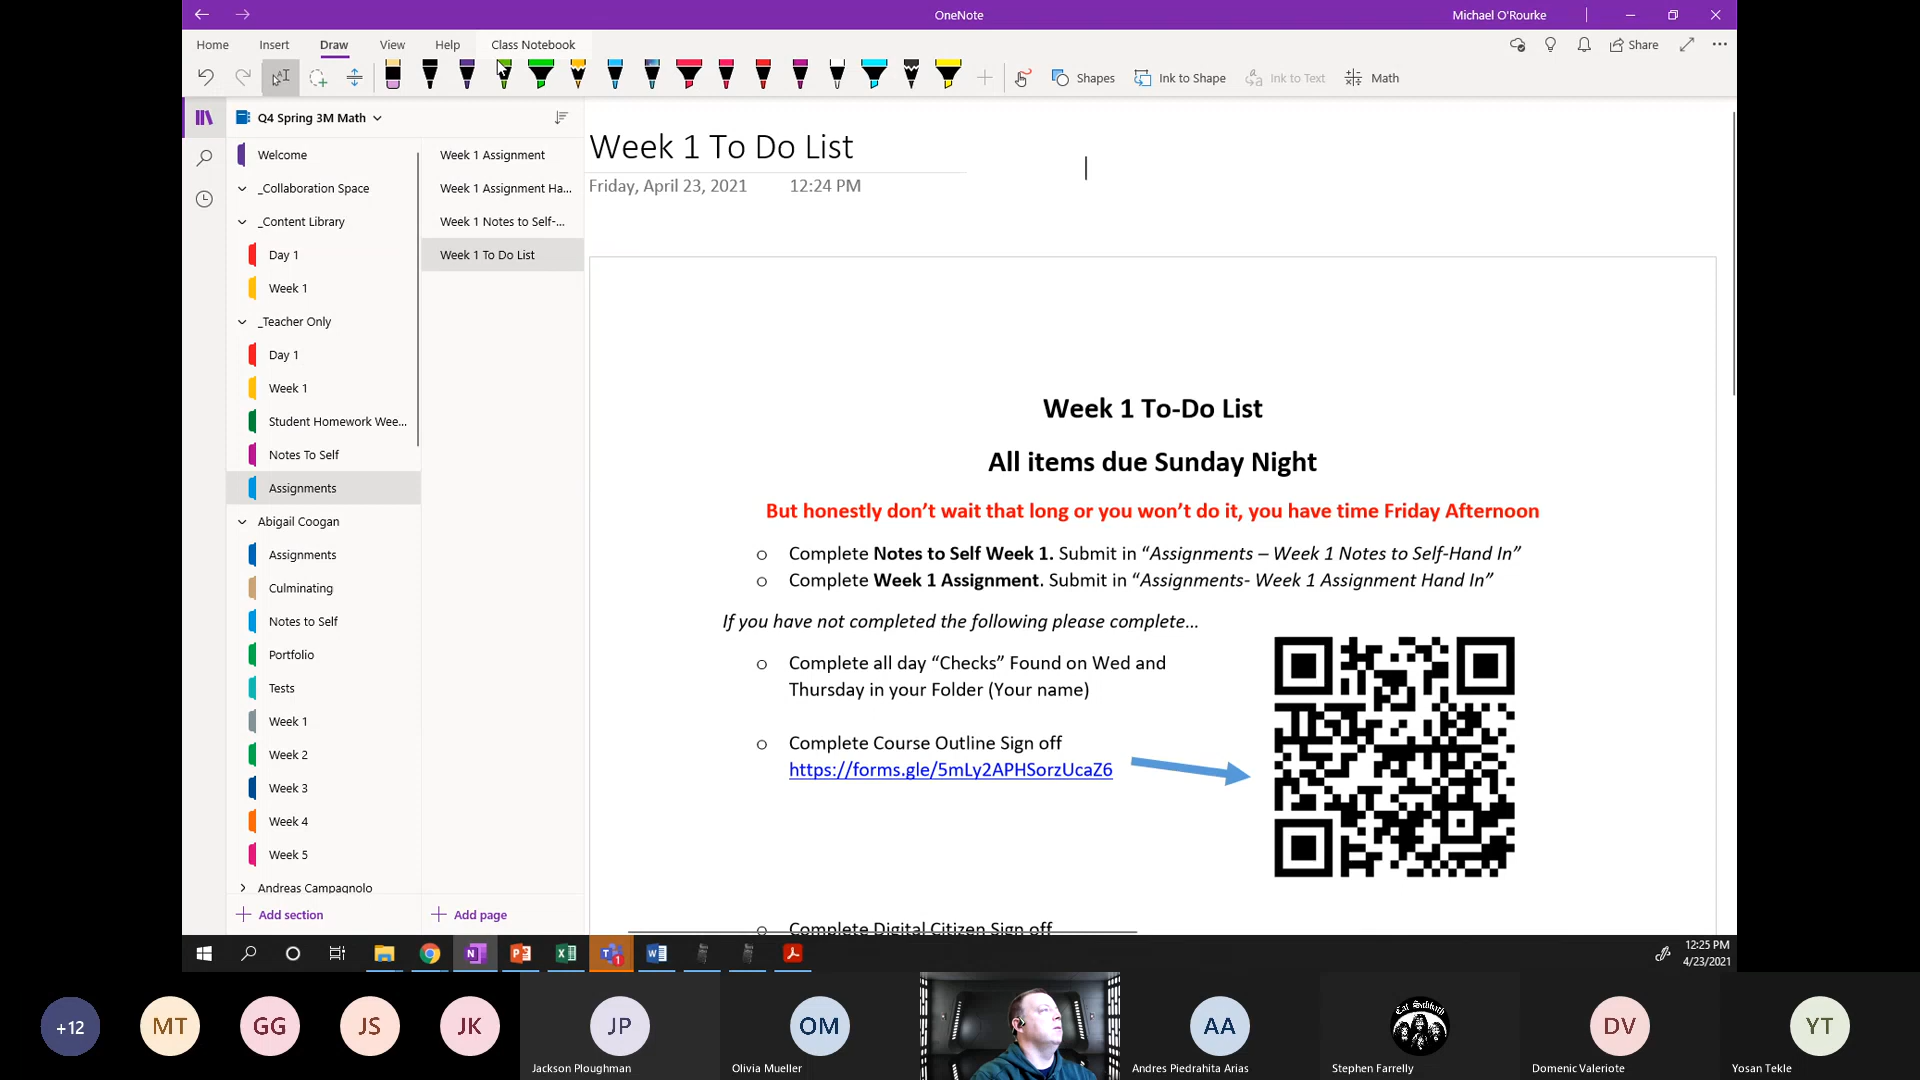 OneNote
Michael O'Rourke
Home
Insert
Draw
View
Help
Class Notebook
Share
Shapes
Ink to Shape
Ink to Text
Math
Q4 Spring 3M Math
Welcome
_Collaboration Space
_Content Library
Day 1
Week 1
_Teacher Only
Day 1
Week 1
Student Homework Wee...
Notes To Self
Assignments
Abigail Coogan
Assignments
Culminating
Notes to Self
Portfolio
Tests
Week 1
Week 2
Week 3
Week 4
Week 5
Andreas Campagnolo
Add section
Week 1 Assignment
Week 1 Assignment Ha...
Week 1 Notes to Self-...
Week 1 To Do List
Add page
Week 1 To Do List
Friday, April 23, 2021 12:24 PM
Week 1 To-Do List
All items due Sunday Night
But honestly don't wait that long or you won't do it, you have time Friday Afternoon
o Complete Notes to Self Week 1. Submit in “Assignments – Week 1 Notes to Self-Hand In”
o Complete Week 1 Assignment. Submit in “Assignments- Week 1 Assignment Hand In”
If you have not completed the following please complete...
o Complete all day “Checks” Found on Wed and
Thursday in your Folder (Your name)
o Complete Course Outline Sign off
https://forms.gle/5mLy2APHSorzUcaZ6
o Complete Digital Citizen Sign off
12:25 PM
4/23/2021
+12
MT
GG
JS
JK
JP
Jackson Ploughman
OM
Olivia Mueller
AA
Andres Piedrahita Arias
Stephen Farrelly
DV
Domenic Valeriote
YT
Yosan Tekle